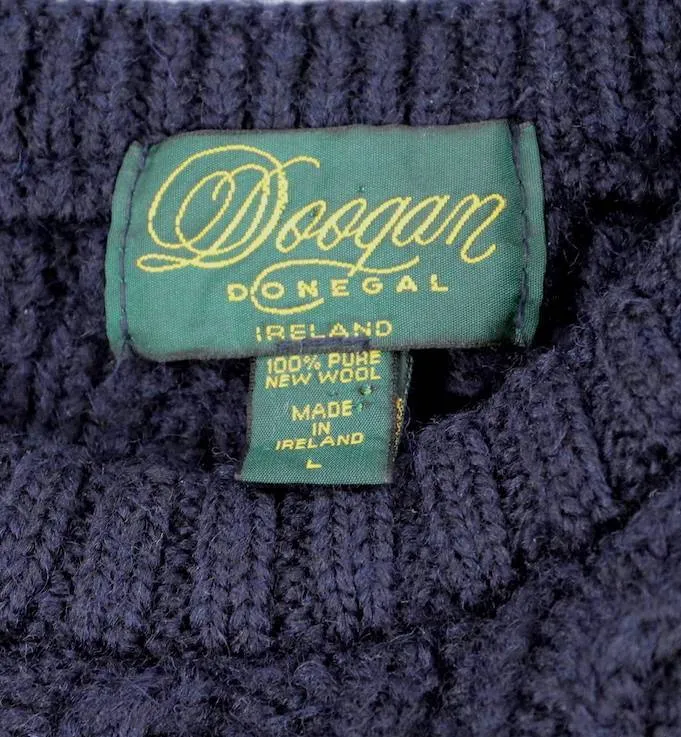 Doogan
DONEGAL
IRELAND
100% PURE
NEW WOOL
MADE
IN
IRELAND
L